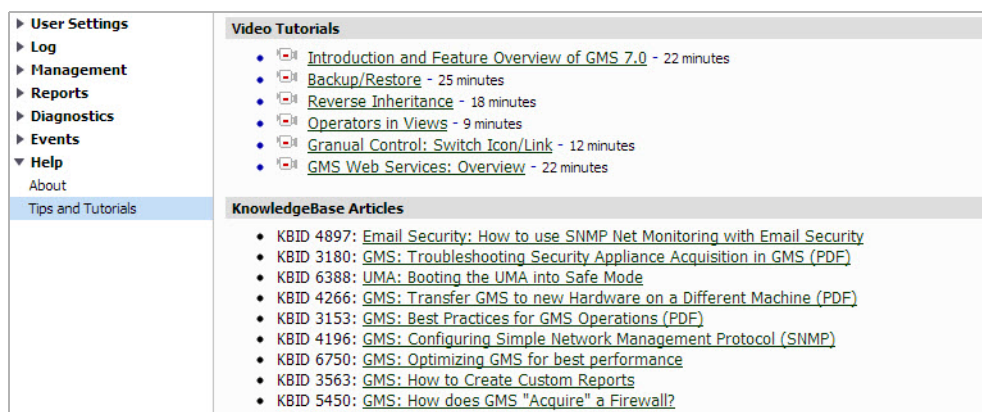 User Settings
Log
Management
Reports
Diagnostics
Events
Help
About
Tips and Tutorials
Video Tutorials
Introduction and Feature Overview of GMS 7.0 - 22 minutes
Backup/Restore - 25 minutes
Reverse Inheritance - 18 minutes
Operators in Views - 9 minutes
Granual Control: Switch Icon/Link - 12 minutes
GMS Web Services: Overview - 22 minutes
KnowledgeBase Articles
KBID 4897: Email Security: How to use SNMP Net Monitoring with Email Security
KBID 3180: GMS: Troubleshooting Security Appliance Acquisition in GMS (PDF)
KBID 6388: UMA: Booting the UMA into Safe Mode
KBID 4266: GMS: Transfer GMS to new Hardware on a Different Machine (PDF)
KBID 3153: GMS: Best Practices for GMS Operations (PDF)
KBID 4196: GMS: Configuring Simple Network Management Protocol (SNMP)
KBID 6750: GMS: Optimizing GMS for best performance
KBID 3563: GMS: How to Create Custom Reports
KBID 5450: GMS: How does GMS "Acquire" a Firewall?